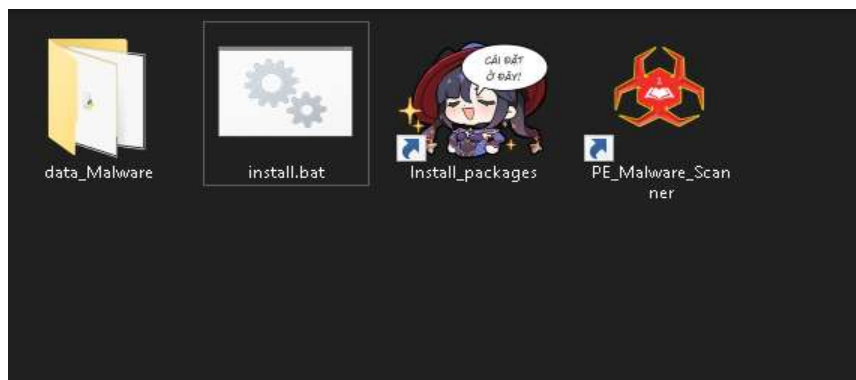 CÀI ĐẶT
Ở ĐÂY!
data_Malware
install.bat
Install_packages
PE_Malware_Scan
ner